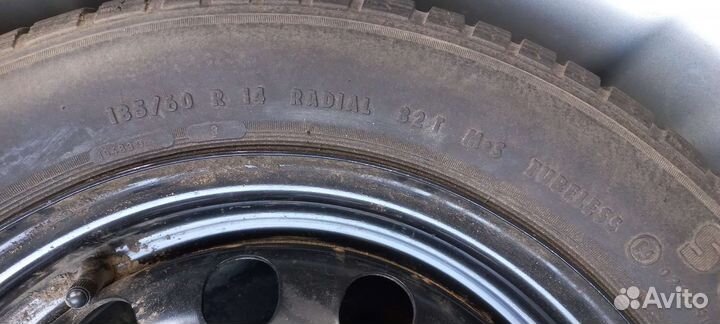 185/60 R 14 RADIAL 82T M+S TUBELESS
Avito